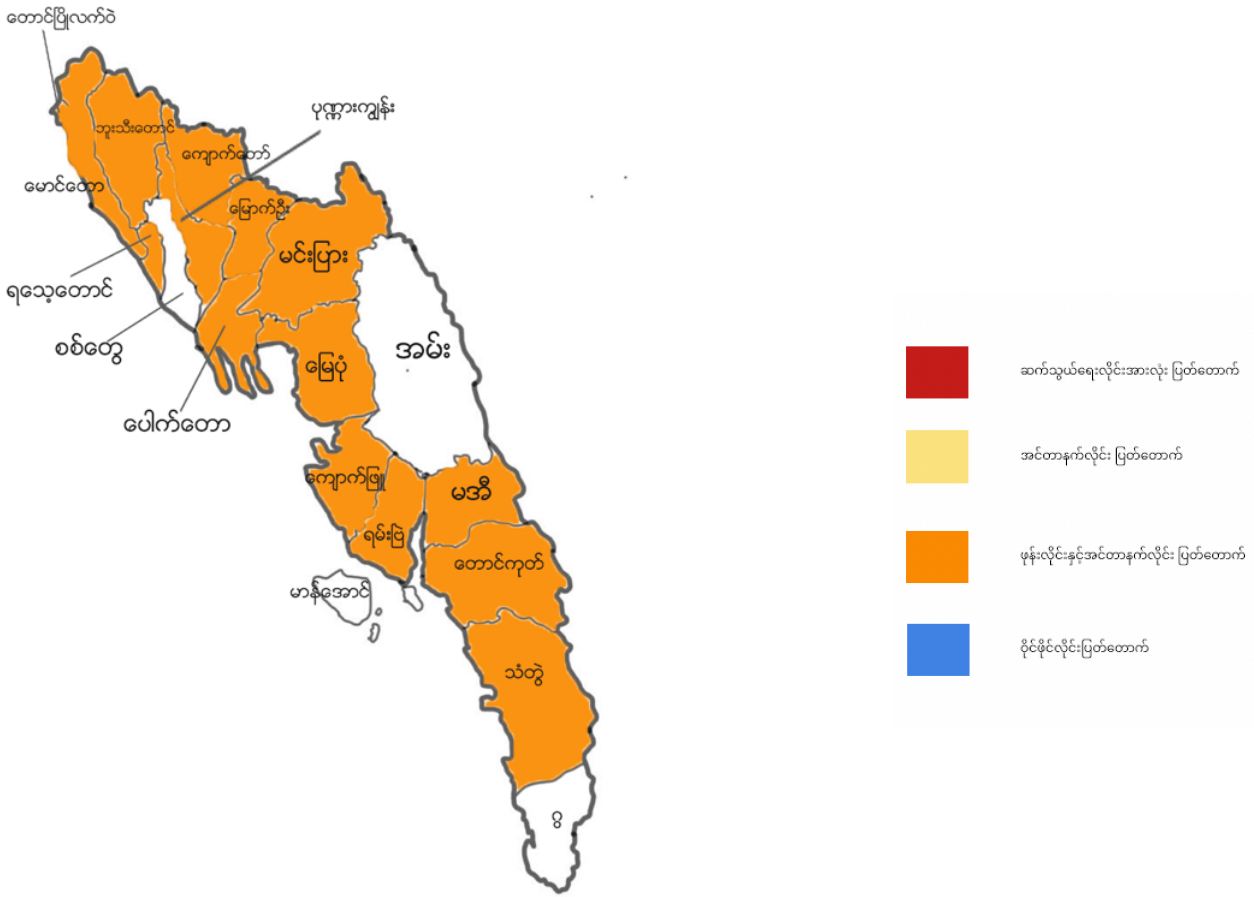 တောင်ပြိုလက်ဝဲ
ပုဏ္ဏားကျွန်း
ဘူးသီးတောင်
ကျောက်တော်
မောင်တော
မြောက်ဦး
မင်းပြား
ရသေ့တောင်
စစ်တွေ
အမ်း
မြေပုံ
ပေါက်တော
ကျောက်ဖြူ
မအီ
ရမ်းဗြဲ
တောင်ကုတ်
မာန်အောင်
သံတွဲ
ဂွ
ဆက်သွယ်ရေးလိုင်းအားလုံး ပြတ်တောက်
အင်တာနက်လိုင်း ပြတ်တောက်
ဖုန်းလိုင်းနှင့်အင်တာနက်လိုင်း ပြတ်တောက်
ဝိုင်ဖိုင်လိုင်းပြတ်တောက်